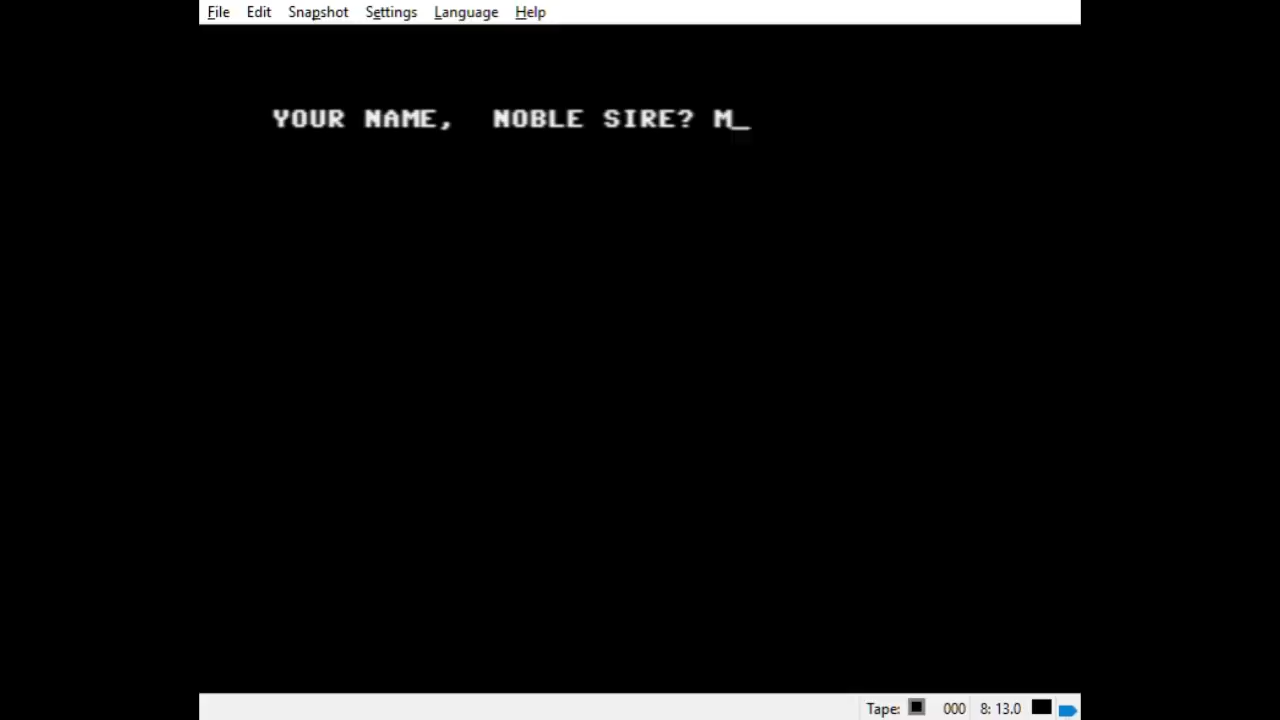 File Edit Snapshot Settings Language Help
YOUR NAME,  NOBLE SIRE? M_
Tape: 000 8: 13.0